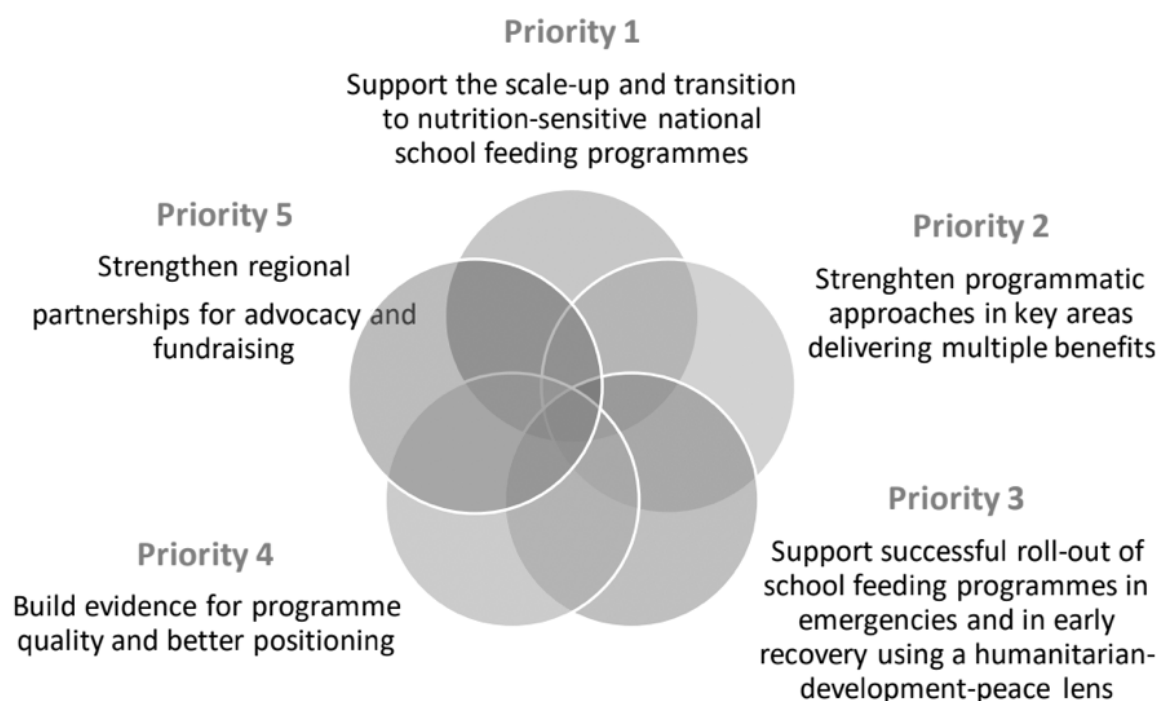 Priority 1
Support the scale-up and transition
to nutrition-sensitive national
school feeding programmes
Priority 2
Strenghten programmatic
approaches in key areas
delivering multiple benefits
Priority 3
Support successful roll-out of
school feeding programmes in
emergencies and in early
recovery using a humanitarian-
development-peace lens
Priority 4
Build evidence for programme
quality and better positioning
Priority 5
Strengthen regional
partnerships for advocacy and
fundraising